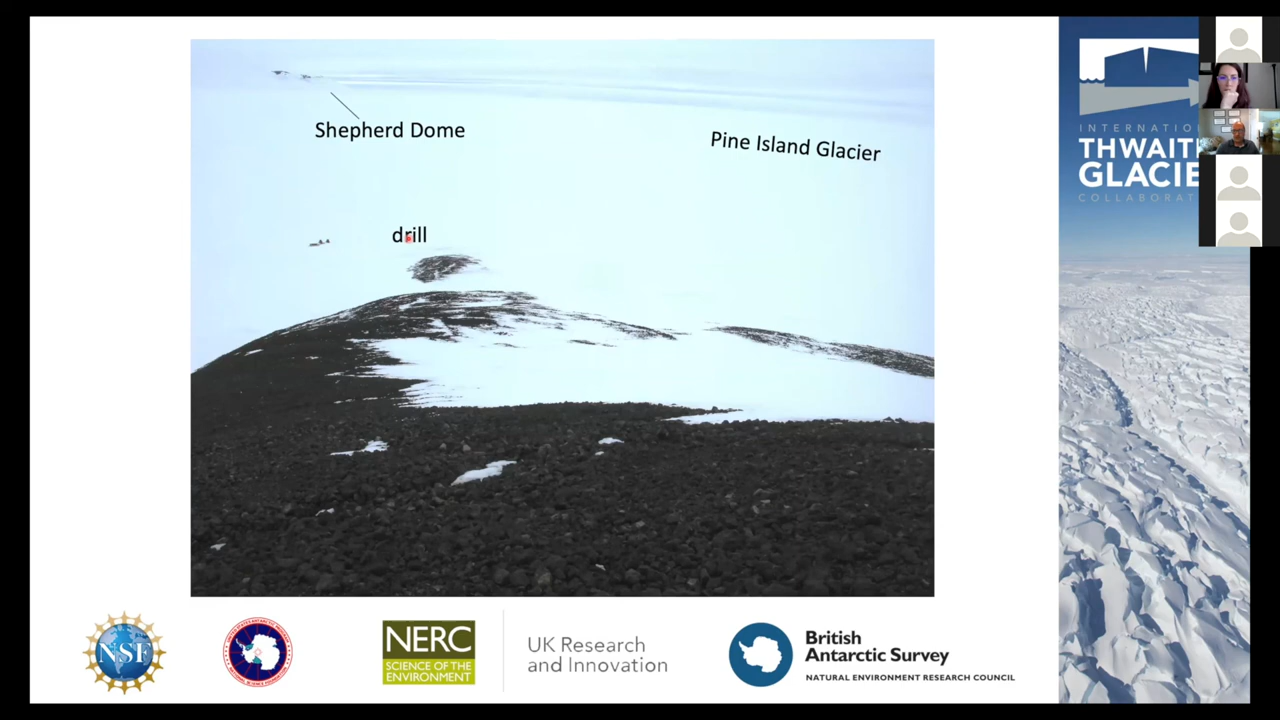 Shepherd Dome
Pine Island Glacier
drill
INTERNATIO
THWAIT
GLACIE
COLLABORAT
NSF
NERC
SCIENCE OF THE
ENVIRONMENT
UK Research
and Innovation
British
Antarctic Survey
NATURAL ENVIRONMENT RESEARCH COUNCIL